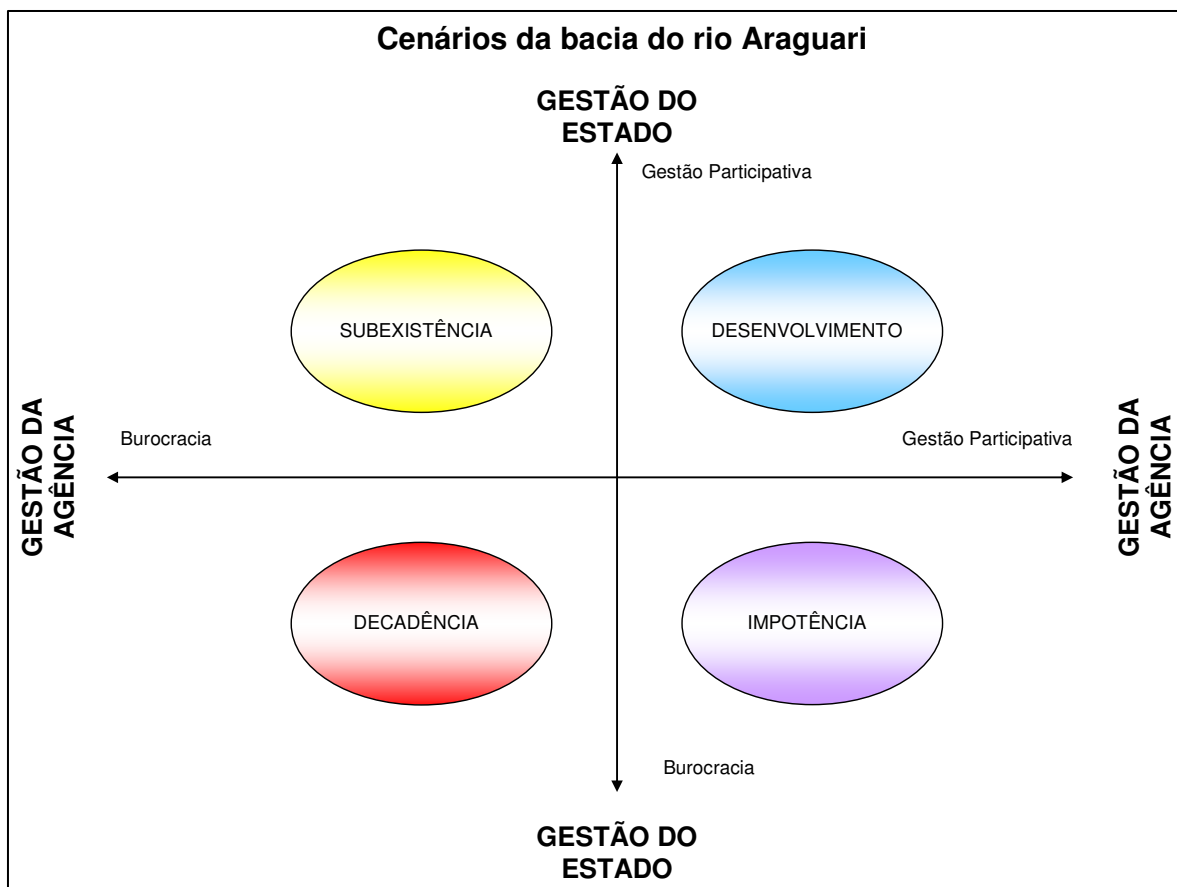 Cenários da bacia do rio Araguari
GESTÃO DO
ESTADO
Gestão Participativa
SUBEXISTÊNCIA
DESENVOLVIMENTO
GESTÃO DA
AGÊNCIA
Burocracia
Gestão Participativa
GESTÃO DA
AGÊNCIA
DECADÊNCIA
IMPOTÊNCIA
Burocracia
GESTÃO DO
ESTADO